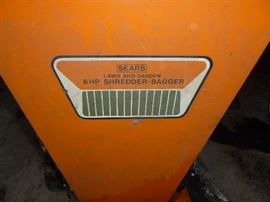 SEARS
LAWN AND GARDEN
6HP SHREDDER-BAGGER